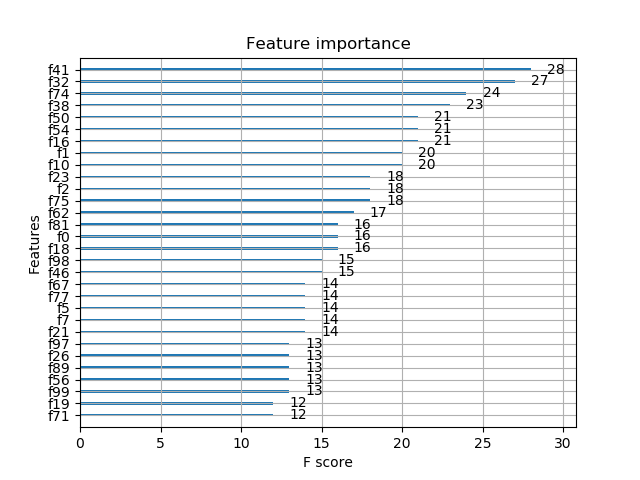 Feature importance
Features
f41 28
f32 27
f74 24
f38 23
f50 21
f54 21
f16 21
f1 20
f10 20
f23 18
f2 18
f75 18
f62 17
f81 16
f0 16
f18 16
f98 15
f46 15
f67 14
f77 14
f5 14
f7 14
f21 14
f97 13
f26 13
f89 13
f56 13
f99 13
f19 12
f71 12
0 5 10 15 20 25 30
F score